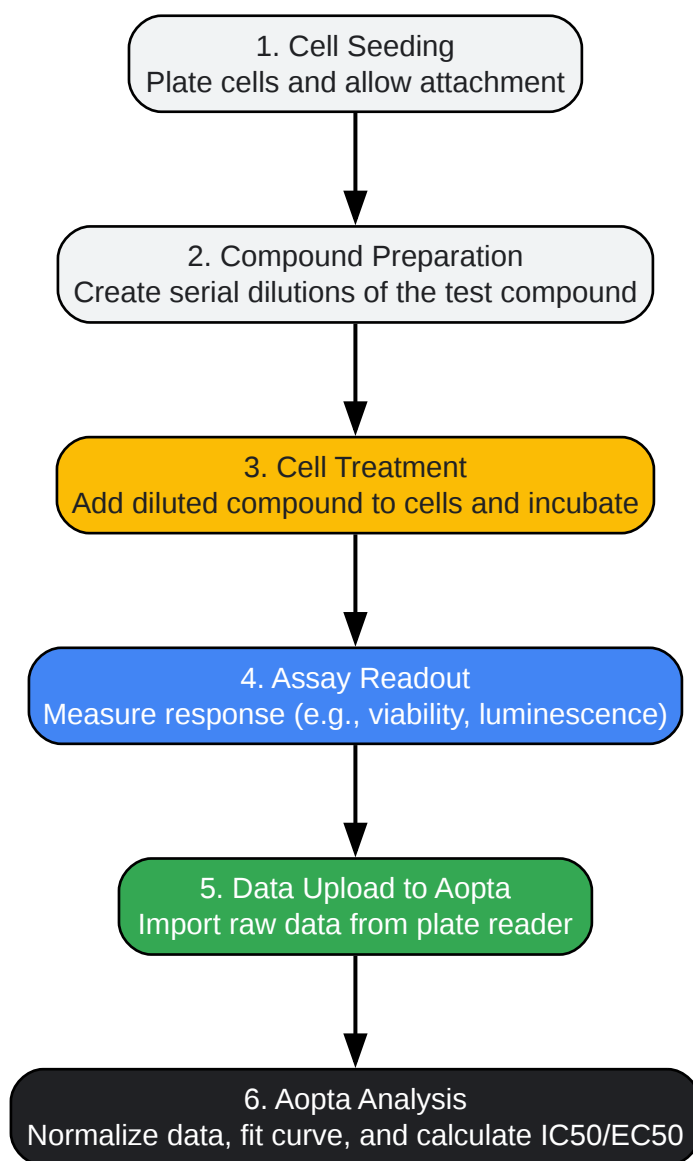 1. Cell Seeding
Plate cells and allow attachment
2. Compound Preparation
Create serial dilutions of the test compound
3. Cell Treatment
Add diluted compound to cells and incubate
4. Assay Readout
Measure response (e.g., viability, luminescence)
5. Data Upload to Aopta
Import raw data from plate reader
6. Aopta Analysis
Normalize data, fit curve, and calculate IC50/EC50